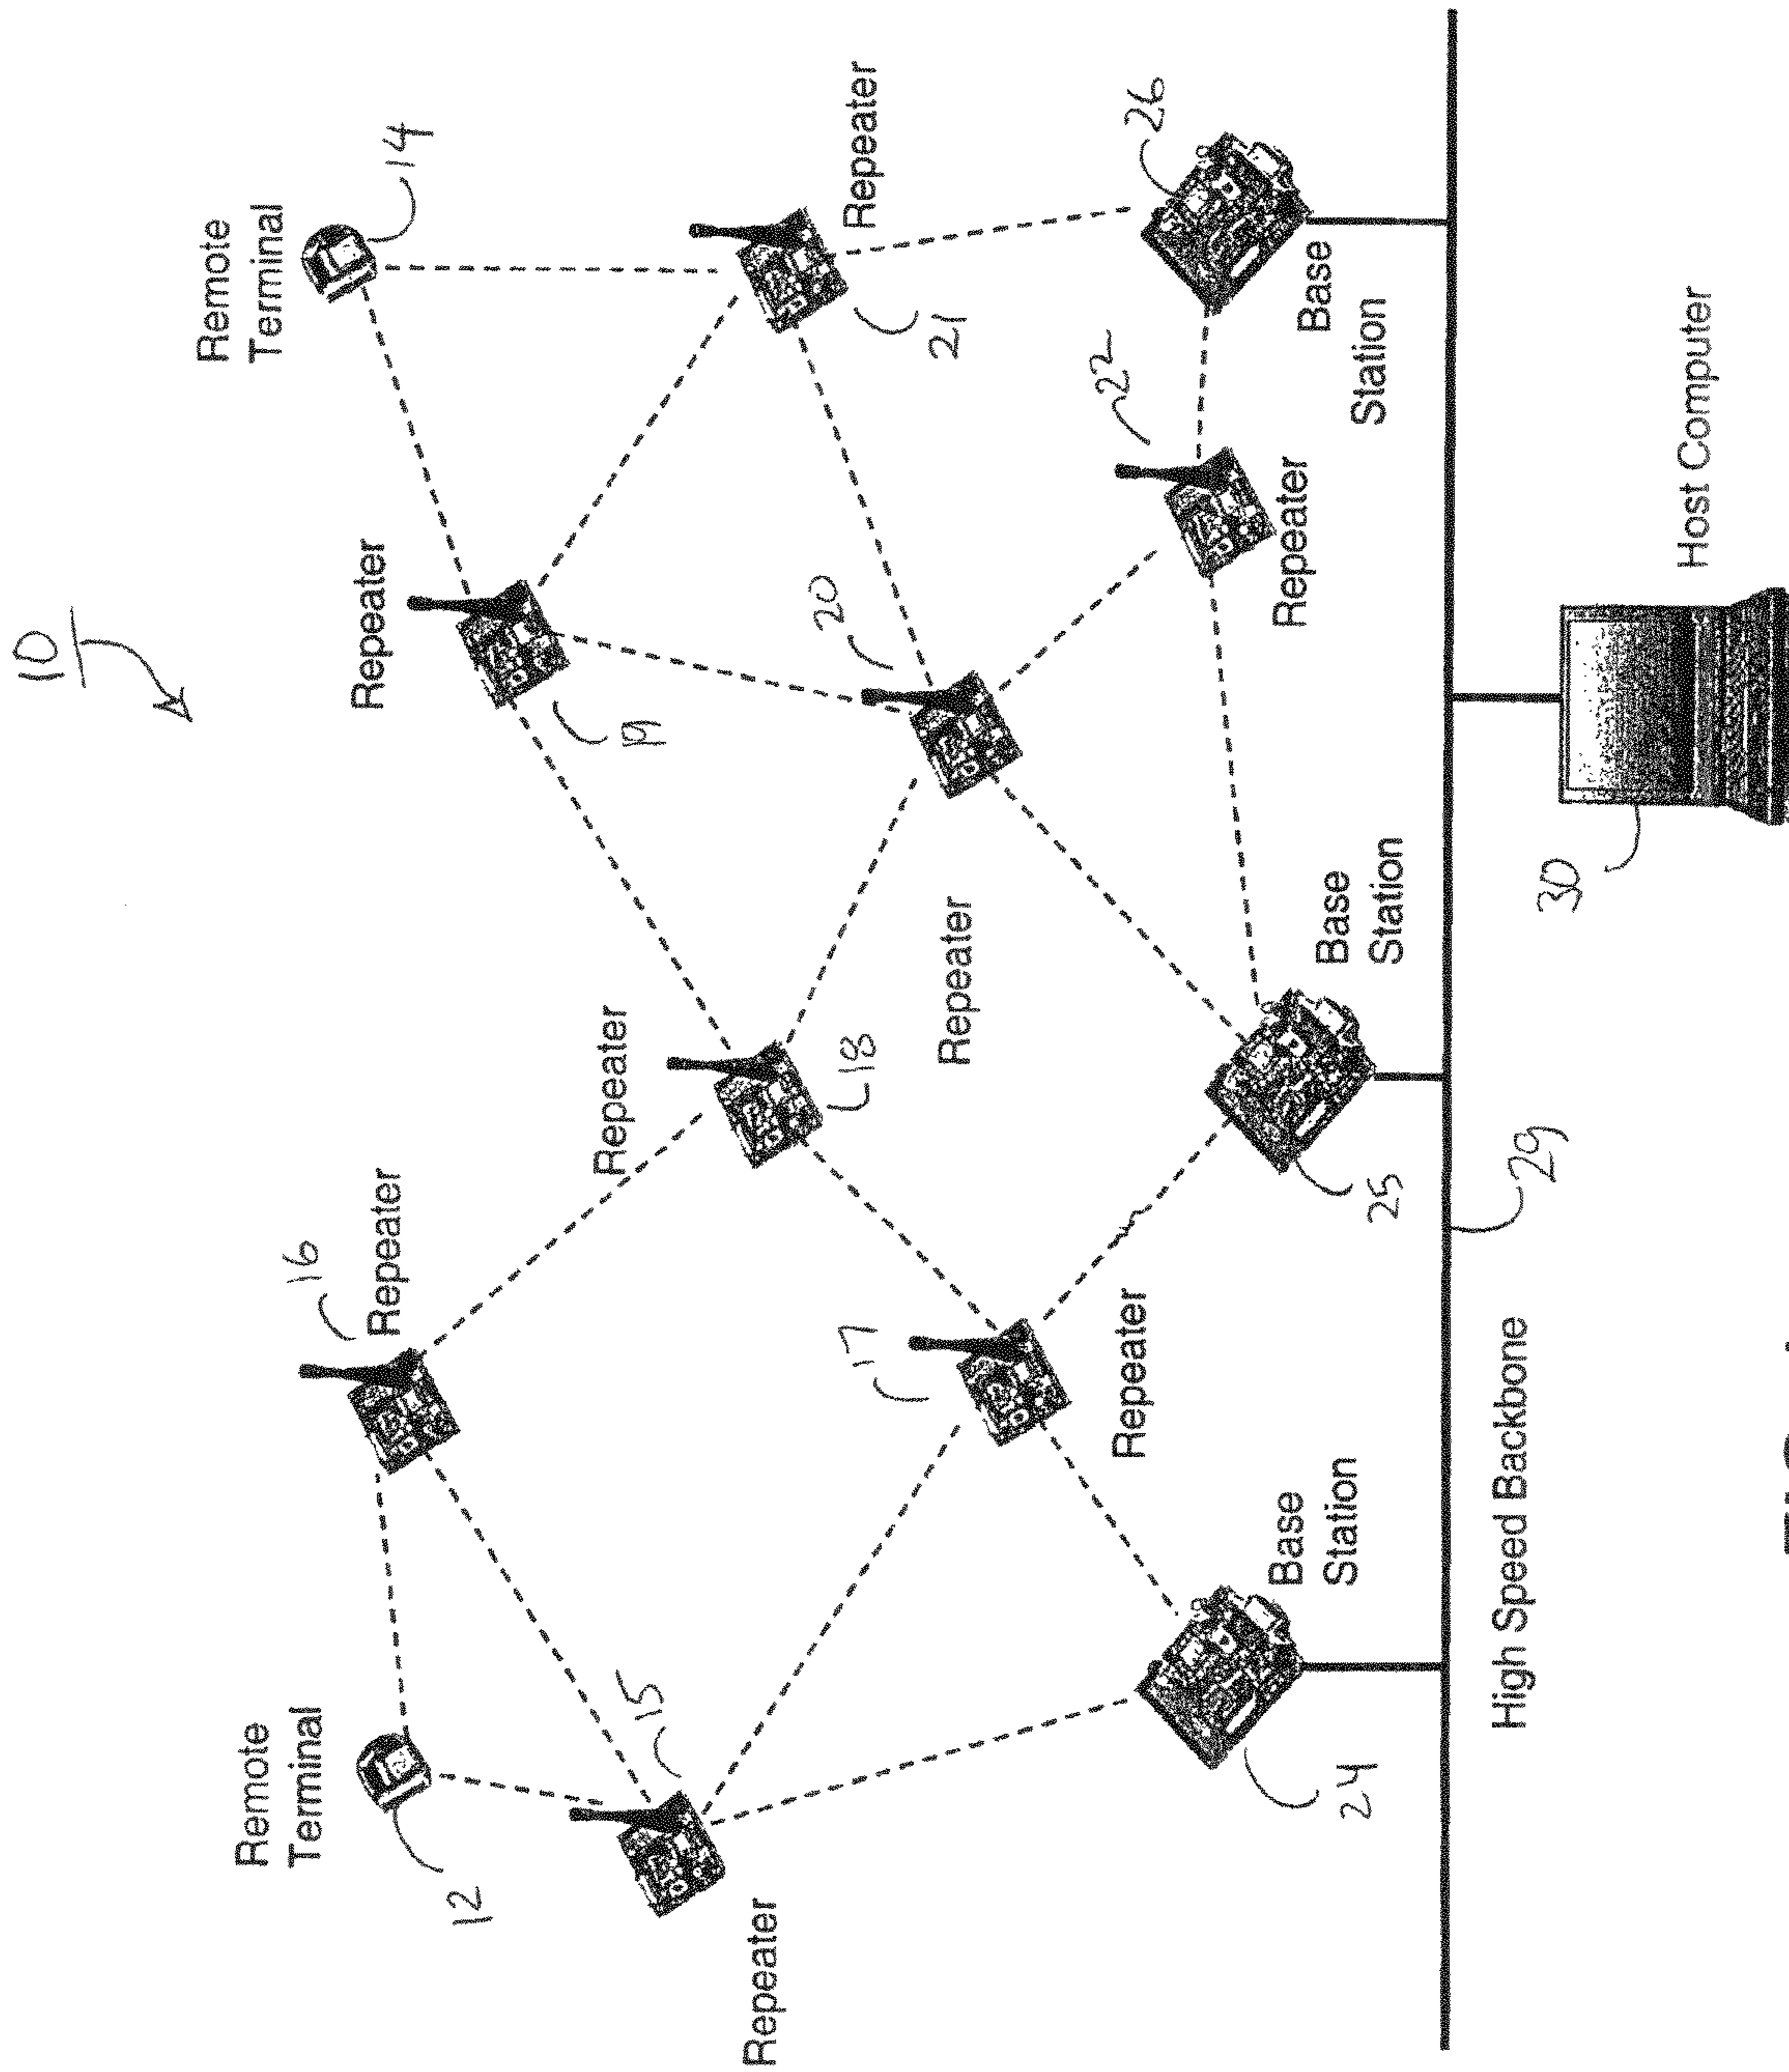 10
Remote
Terminal
12
Remote
Terminal
14
Repeater
16
Repeater
19
Repeater
15
Repeater
18
Repeater
21
Repeater
17
Repeater
20
Repeater
22
Base
Station
24
Base
Station
25
Base
Station
26
High Speed Backbone
29
Host Computer
30